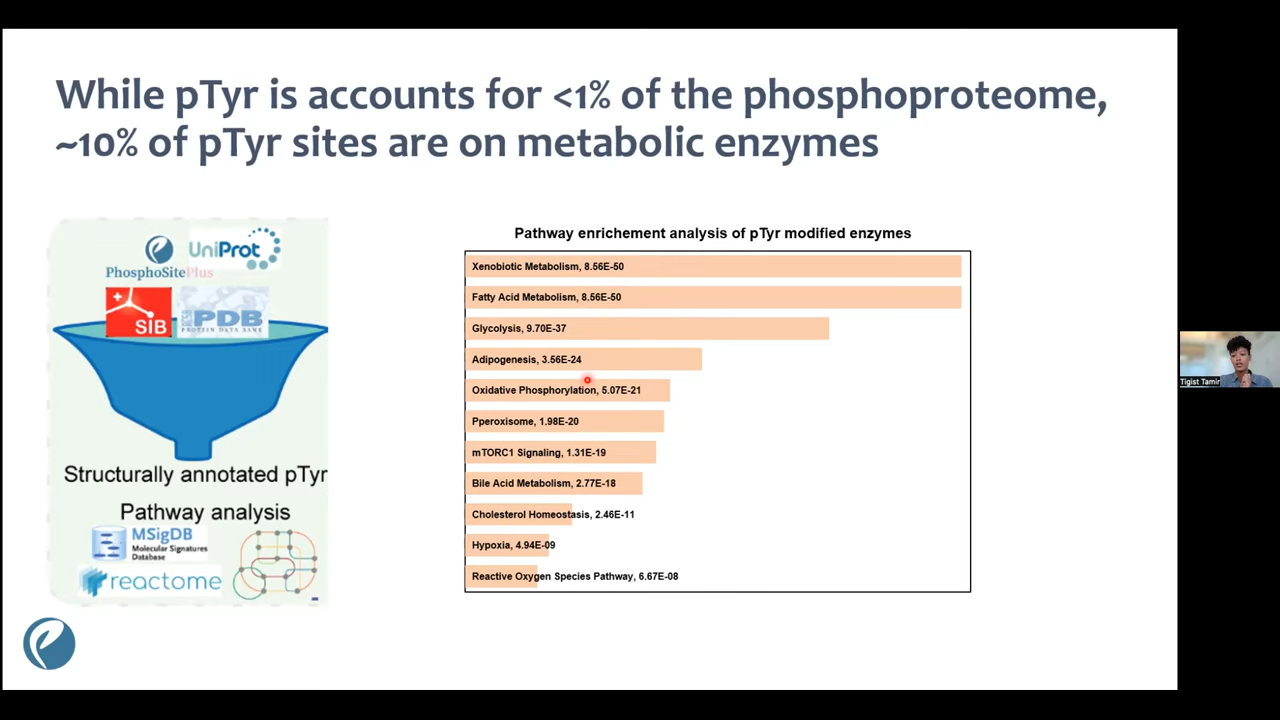 While pTyr is accounts for <1% of the phosphoproteome,
~10% of pTyr sites are on metabolic enzymes
UniProt
PhosphoSitePlus
SIB
PDB
PROTEIN DATA BANK
Structurally annotated pTyr
Pathway analysis
MSigDB
Molecular Signatures
Database
reactome
Pathway enrichement analysis of pTyr modified enzymes
Xenobiotic Metabolism, 8.56E-50
Fatty Acid Metabolism, 8.56E-50
Glycolysis, 9.70E-37
Adipogenesis, 3.56E-24
Oxidative Phosphorylation, 5.07E-21
Pperoxisome, 1.98E-20
mTORC1 Signaling, 1.31E-19
Bile Acid Metabolism, 2.77E-18
Cholesterol Homeostasis, 2.46E-11
Hypoxia, 4.94E-09
Reactive Oxygen Species Pathway, 6.67E-08
Tigist Tamir